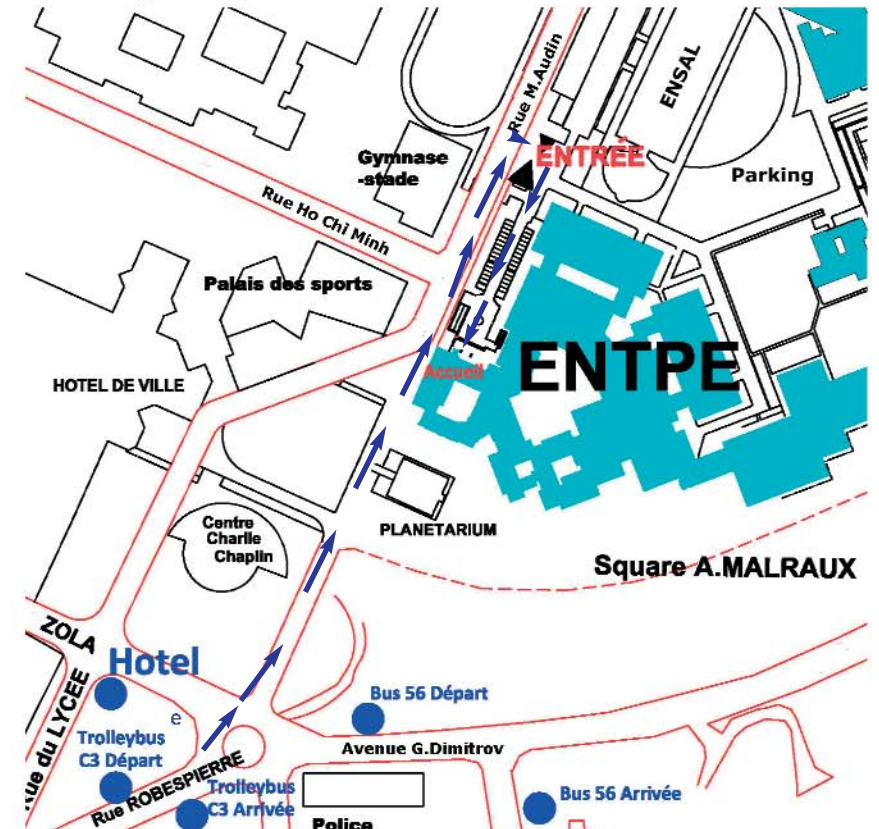 Rue M.Audin
ENSAL
ENTRÉE
Gymnase
-stade
Parking
Rue Ho Chi Minh
Palais des sports
Accueil
ENTPE
HOTEL DE VILLE
PLANETARIUM
Centre
Charlie
Chaplin
Square A.MALRAUX
ZOLA
Hotel
Rue du LYCEE
e
Bus 56 Départ
Trolleybus
C3 Départ
Avenue G.Dimitrov
Rue ROBESPIERRE
Trolleybus
C3 Arrivée
Bus 56 Arrivée
Police